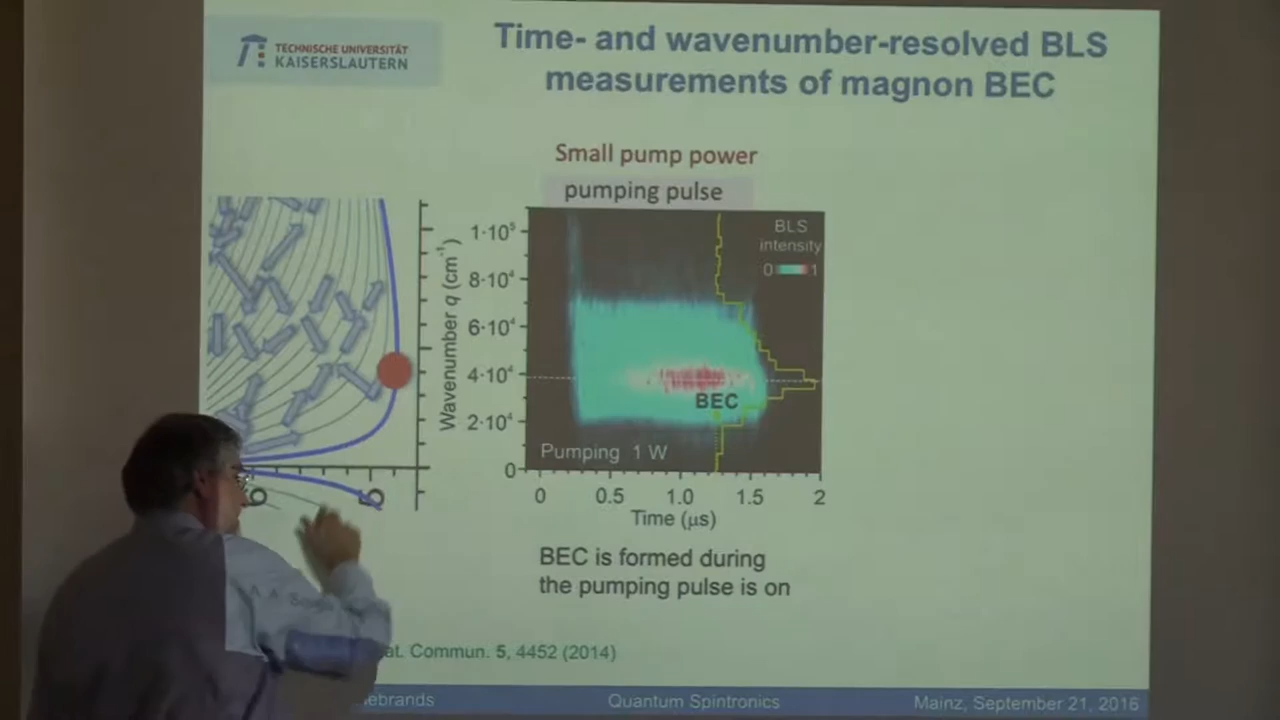 TECHNISCHE UNIVERSITÄT
KAISERSLAUTERN
Time- and wavenumber-resolved BLS
measurements of magnon BEC
Small pump power
pumping pulse
Wavenumber q (cm⁻¹)
1·10⁵
8·10⁴
6·10⁴
4·10⁴
2·10⁴
0
BLS
intensity
0 1
BEC
Pumping 1 W
0 0.5 1.0 1.5 2
Time (µs)
BEC is formed during
the pumping pulse is on
A. A.
Commun. 5, 4452 (2014)
Quantum Spintronics
Mainz, September 21, 2016